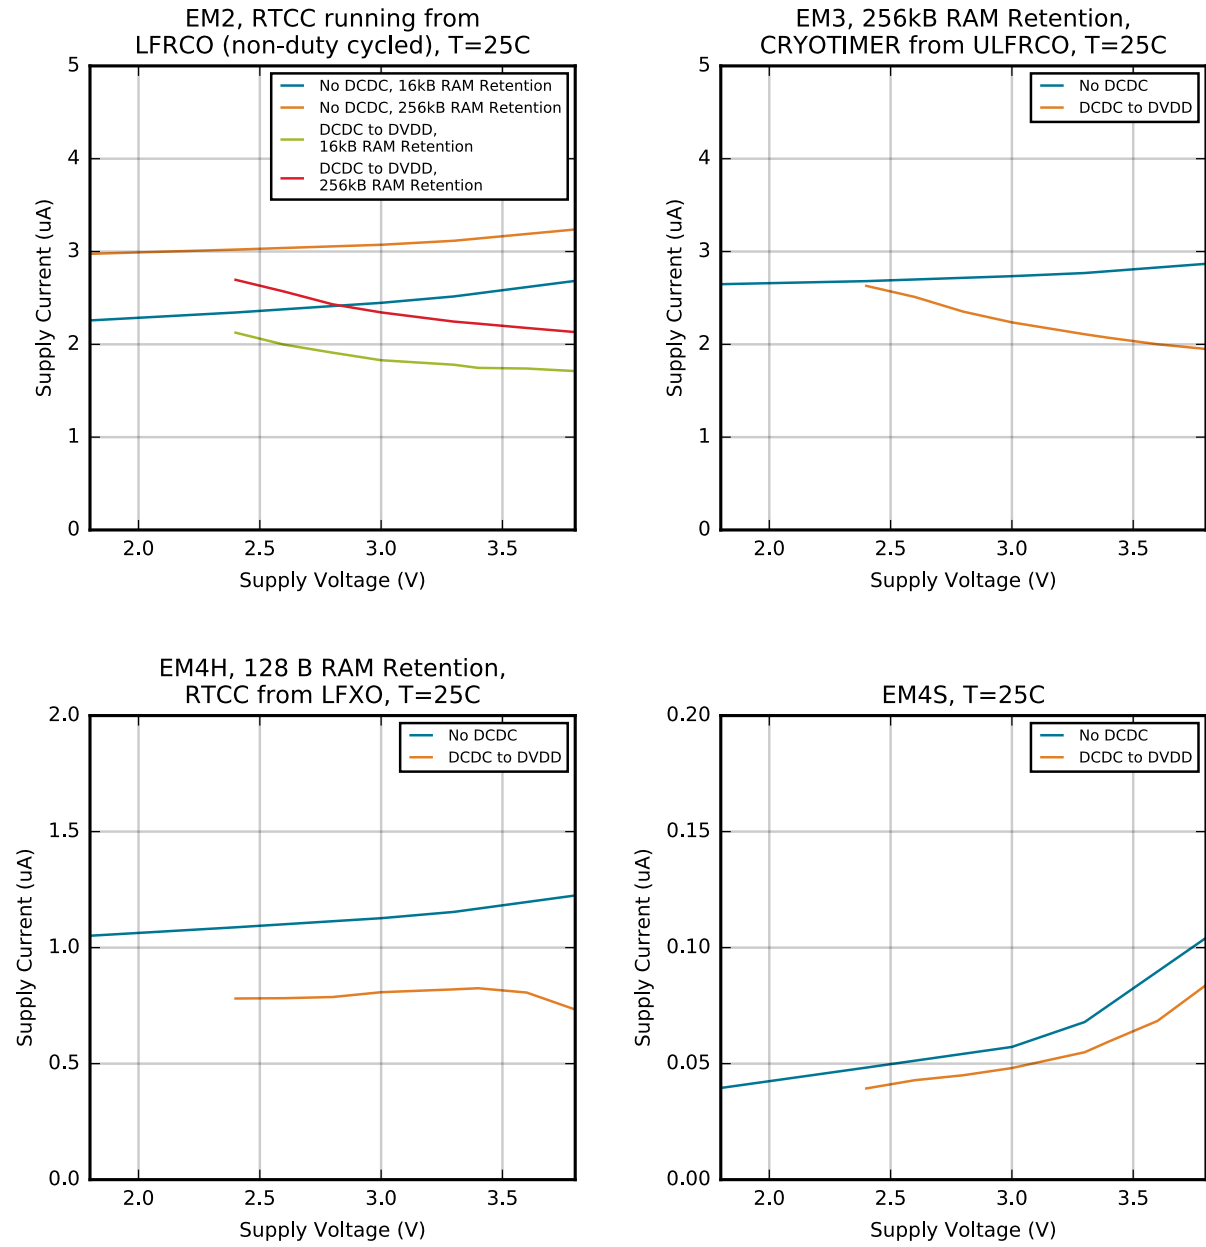 EM2, RTCC running from
LFRCO (non-duty cycled), T=25C
5
4
3
2
1
0
Supply Current (uA)
No DCDC, 16kB RAM Retention
No DCDC, 256kB RAM Retention
DCDC to DVDD,
16kB RAM Retention
DCDC to DVDD,
256kB RAM Retention
2.0 2.5 3.0 3.5
Supply Voltage (V)
EM3, 256kB RAM Retention,
CRYOTIMER from ULFRCO, T=25C
5
4
3
2
1
0
Supply Current (uA)
No DCDC
DCDC to DVDD
2.0 2.5 3.0 3.5
Supply Voltage (V)
EM4H, 128 B RAM Retention,
RTCC from LFXO, T=25C
2.0
1.5
1.0
0.5
0.0
Supply Current (uA)
No DCDC
DCDC to DVDD
2.0 2.5 3.0 3.5
Supply Voltage (V)
EM4S, T=25C
0.20
0.15
0.10
0.05
0.00
Supply Current (uA)
No DCDC
DCDC to DVDD
2.0 2.5 3.0 3.5
Supply Voltage (V)